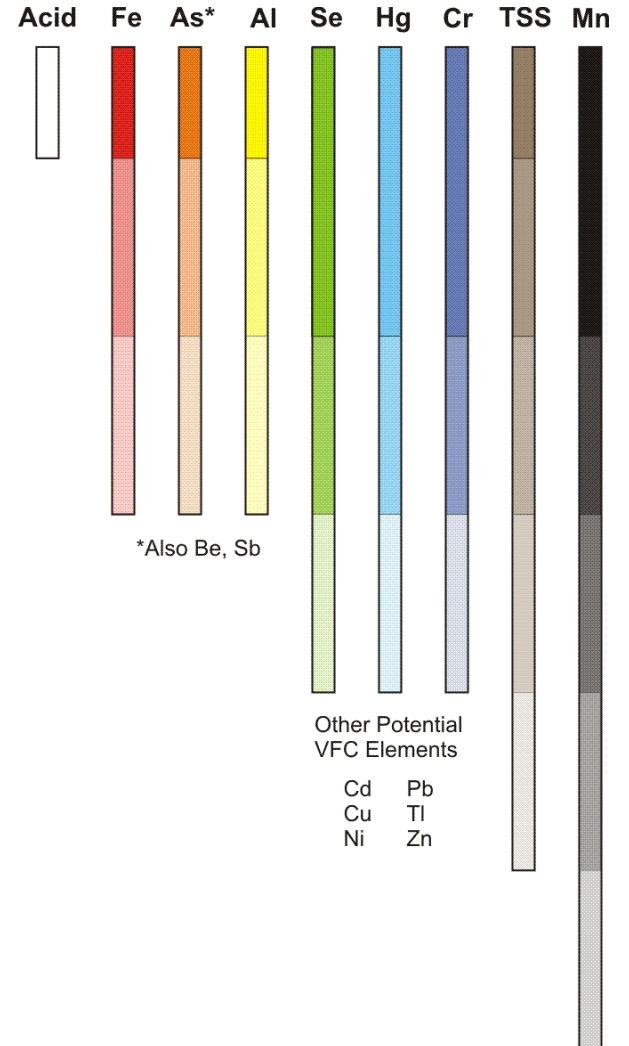 Acid Fe As* Al Se Hg Cr TSS Mn
*Also Be, Sb
Other Potential
VFC Elements
Cd Pb
Cu Tl
Ni Zn